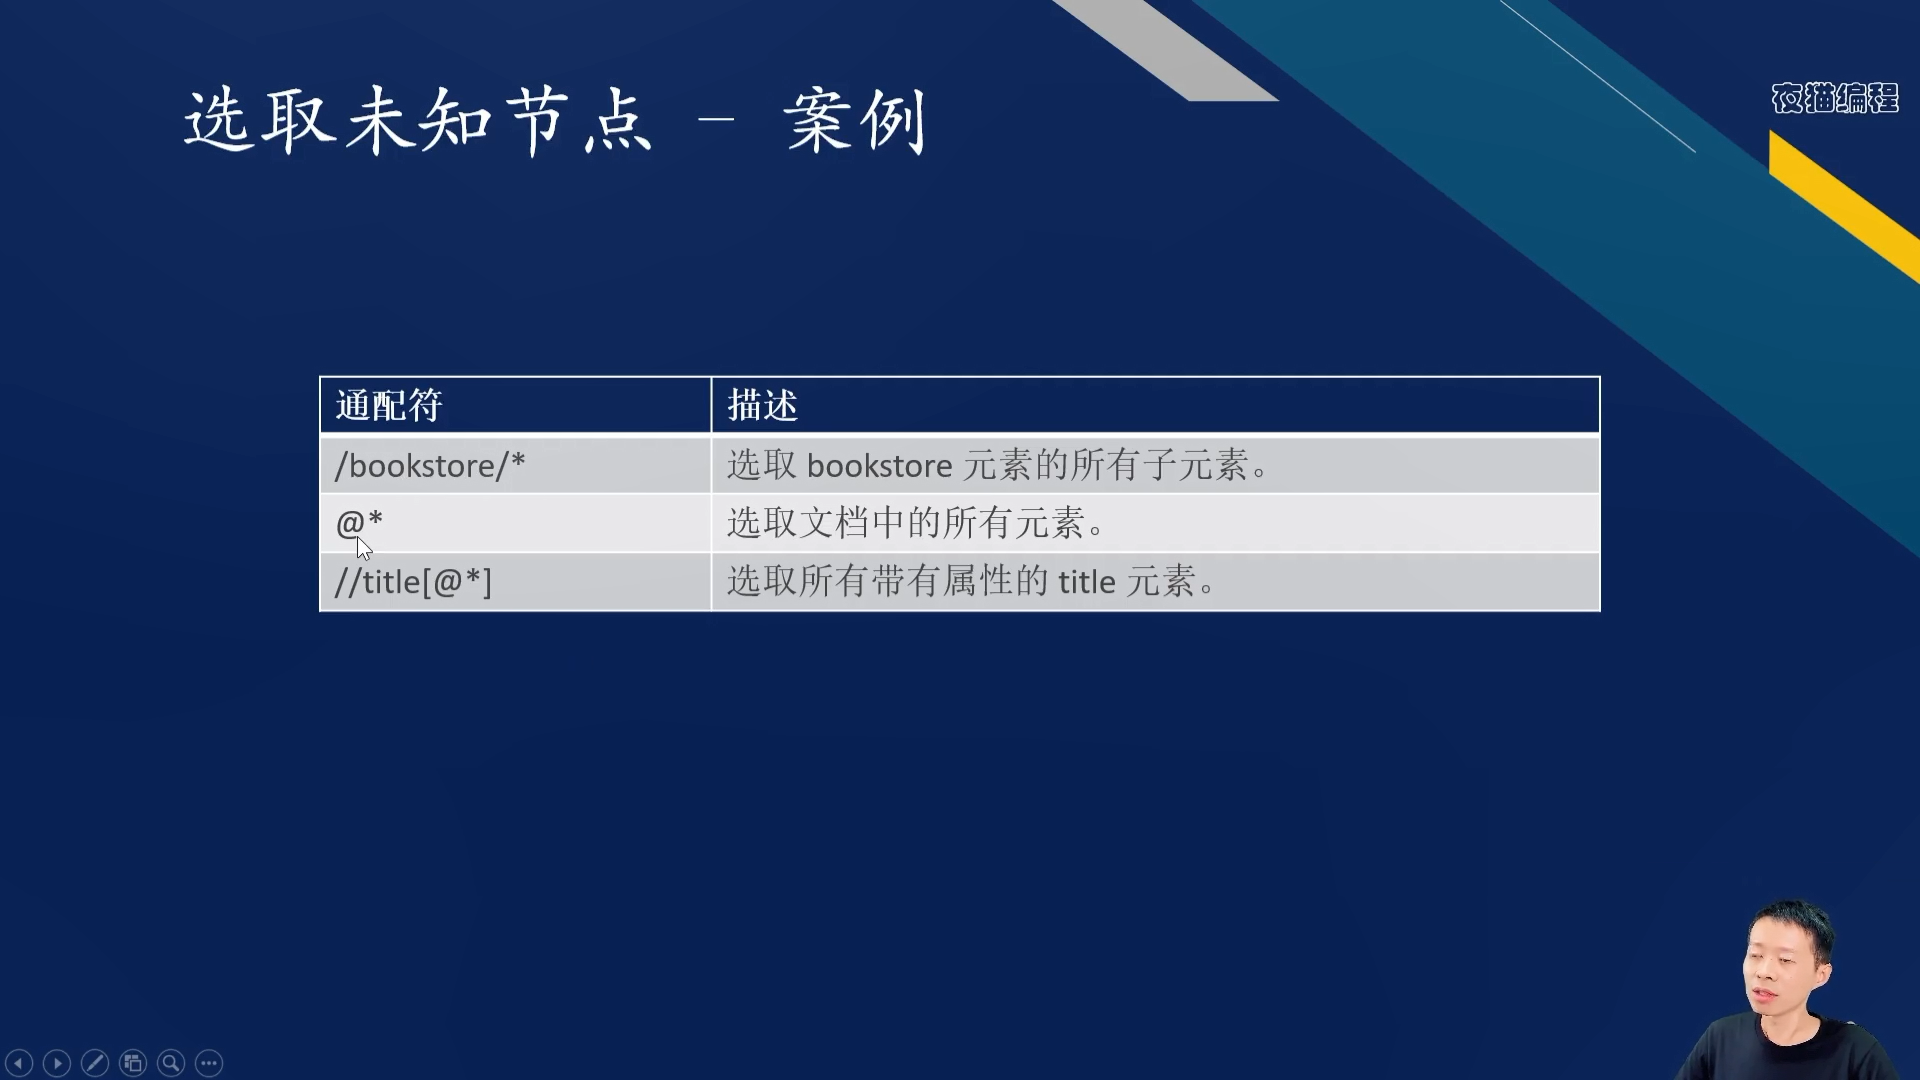 选取未知节点 – 案例
夜猫编程
通配符 描述
/bookstore/* 选取 bookstore 元素的所有子元素。
@* 选取文档中的所有元素。
//title[@*] 选取所有带有属性的 title 元素。